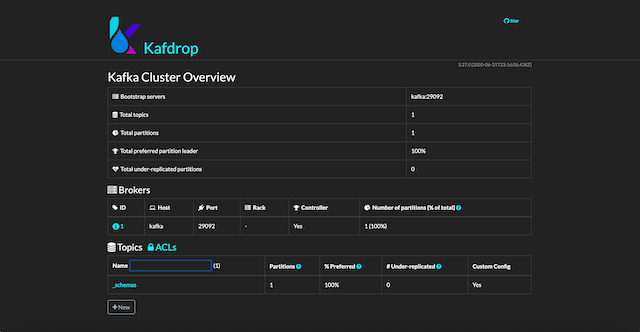 Kafdrop
Star
3.27.0 [2020-06-21T23:16:06.428Z]
Kafka Cluster Overview
Bootstrap servers kafka:29092
Total topics 1
Total partitions 1
Total preferred partition leader 100%
Total under-replicated partitions 0
Brokers
ID Host Port Rack Controller Number of partitions (% of total)
1 kafka 29092 - Yes 1 (100%)
Topics ACLs
Name (1) Partitions % Preferred # Under-replicated Custom Config
_schemas 1 100% 0 Yes
+ New